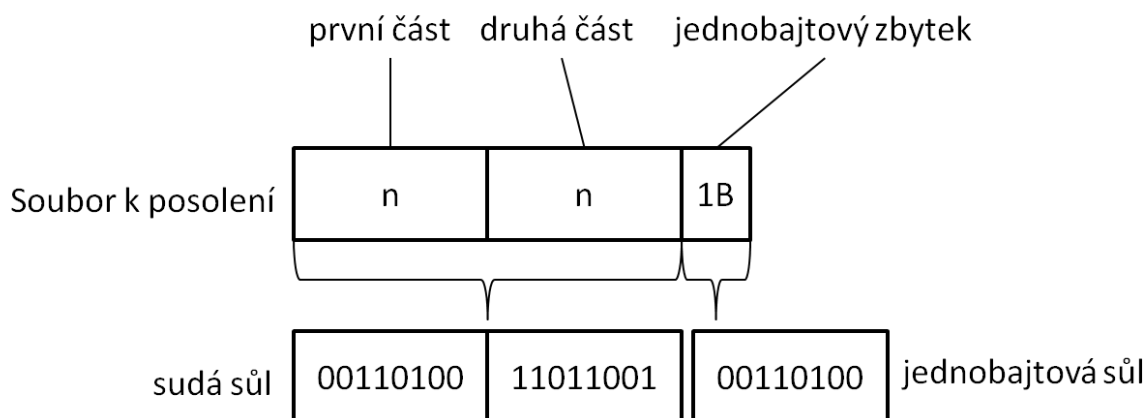 první část druhá část jednobajtový zbytek
Soubor k posolení n n 1B
sudá sůl 00110100 11011001 00110100 jednobajtová sůl